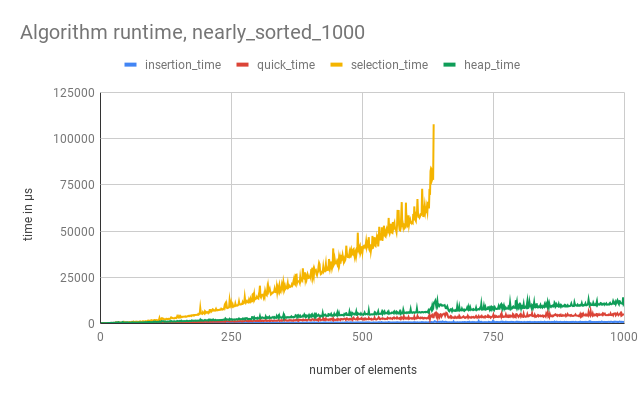 Algorithm runtime, nearly_sorted_1000
insertion_time quick_time selection_time heap_time
125000
100000
75000
50000
25000
0
time in µs
0 250 500 750 1000
number of elements